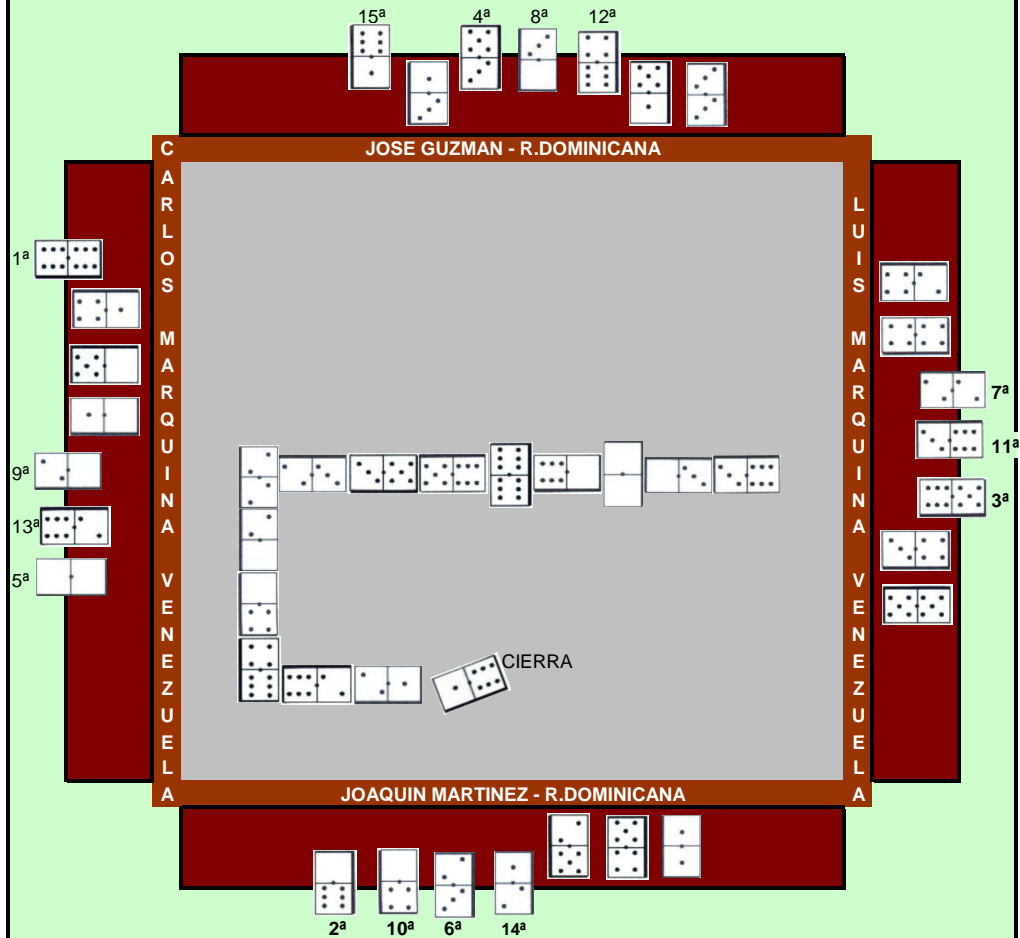 15ª 4ª 8ª 12ª
JOSE GUZMAN - R.DOMINICANA
CARLOS MARQUINA VENEZUELA
LUIS MARQUINA VENEZUELA
1ª
9ª
13ª
5ª
7ª
11ª
3ª
CIERRA
JOAQUIN MARTINEZ - R.DOMINICANA
2ª 10ª 6ª 14ª